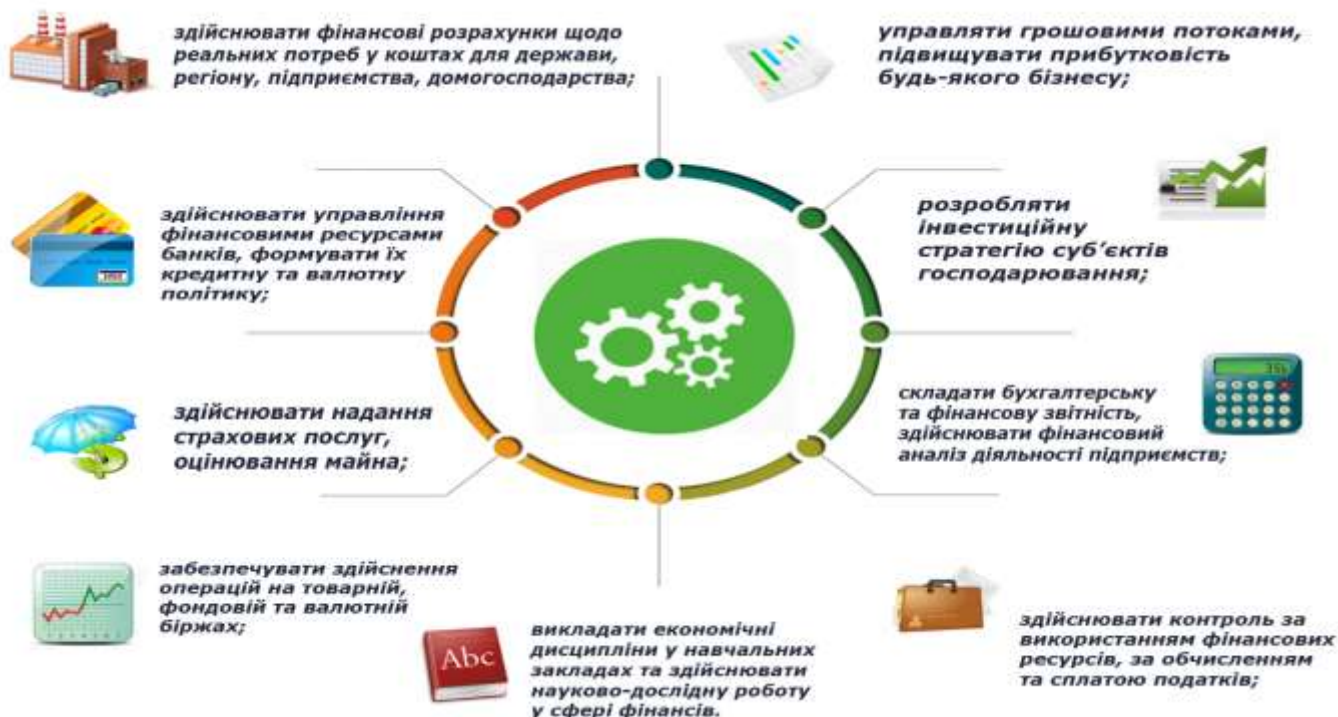 здійснювати фінансові розрахунки щодо
реальних потреб у коштах для держави,
регіону, підприємства, домогосподарства;
управляти грошовими потоками,
підвищувати прибутковість
будь-якого бізнесу;
здійснювати управління
фінансовими ресурсами
банків, формувати їх
кредитну та валютну
політику;
розробляти
інвестиційну
стратегію суб’єктів
господарювання;
здійснювати надання
страхових послуг,
оцінювання майна;
складати бухгалтерську
та фінансову звітність,
здійснювати фінансовий
аналіз діяльності підприємств;
забезпечувати здійснення
операцій на товарній,
фондовій та валютній
біржах;
Abc
викладати економічні
дисципліни у навчальних
закладах та здійснювати
науково-дослідну роботу
у сфері фінансів.
здійснювати контроль за
використанням фінансових
ресурсів, за обчисленням
та сплатою податків;